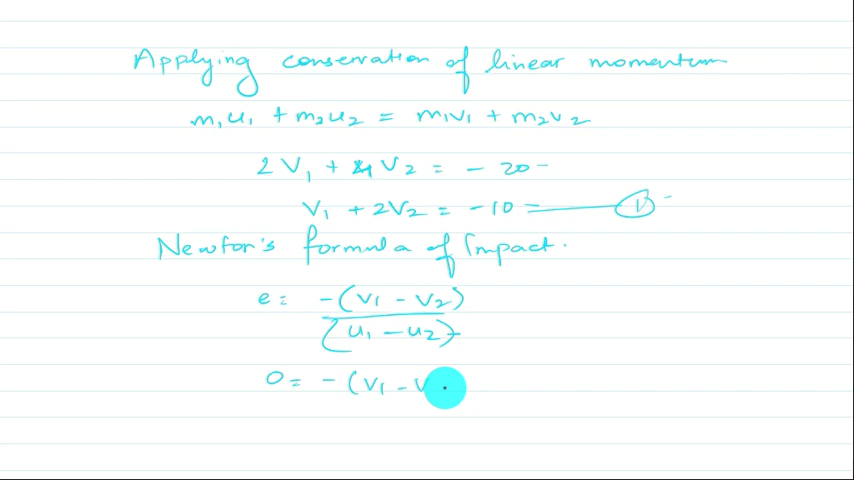 Applying conservation of linear momentum
m1u1 + m2u2 = m1v1 + m2v2
2V1 + 4V2 = - 20 -
V1 + 2V2 = -10 ——— 1
Newton's formula of Impact.
e = -(V1 - V2)
(u1 - u2)
0 = - (V1 - V